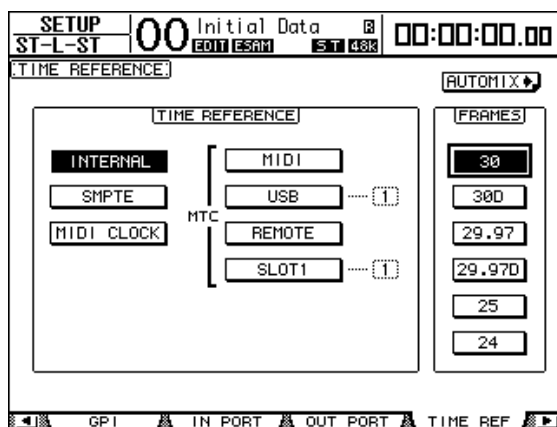 SETUP
ST-L-ST
00 Initial Data R
EDIT ESAM ST 48K
00:00:00.00
TIME REFERENCE
AUTOMIX
TIME REFERENCE
FRAMES
INTERNAL
SMPTE
MIDI CLOCK
MTC
MIDI
USB 1
REMOTE
SLOT1 1
30
30D
29.97
29.97D
25
24
GPI IN PORT OUT PORT TIME REF